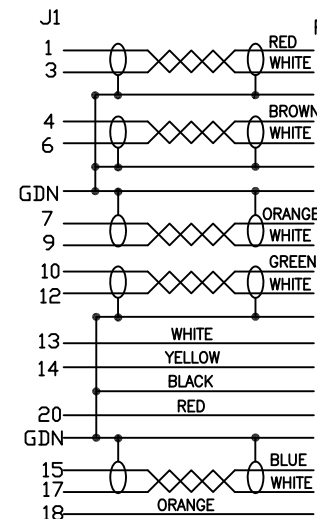 J1
1 RED
3 WHITE
4 BROWN
6 WHITE
GDN
7 ORANGE
9 WHITE
10 GREEN
12 WHITE
13 WHITE
14 YELLOW
BLACK
20 RED
GDN
15 BLUE
17 WHITE
18 ORANGE